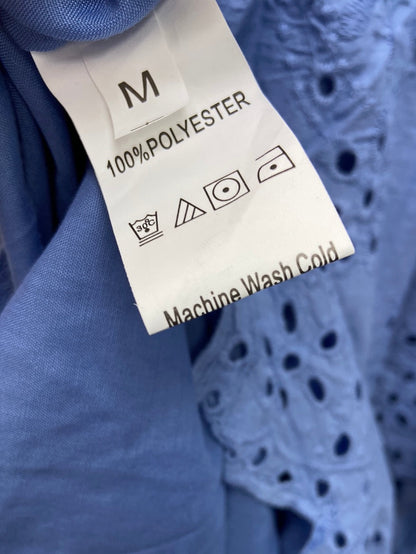 M
100%POLYESTER
30°C
Machine Wash Cold